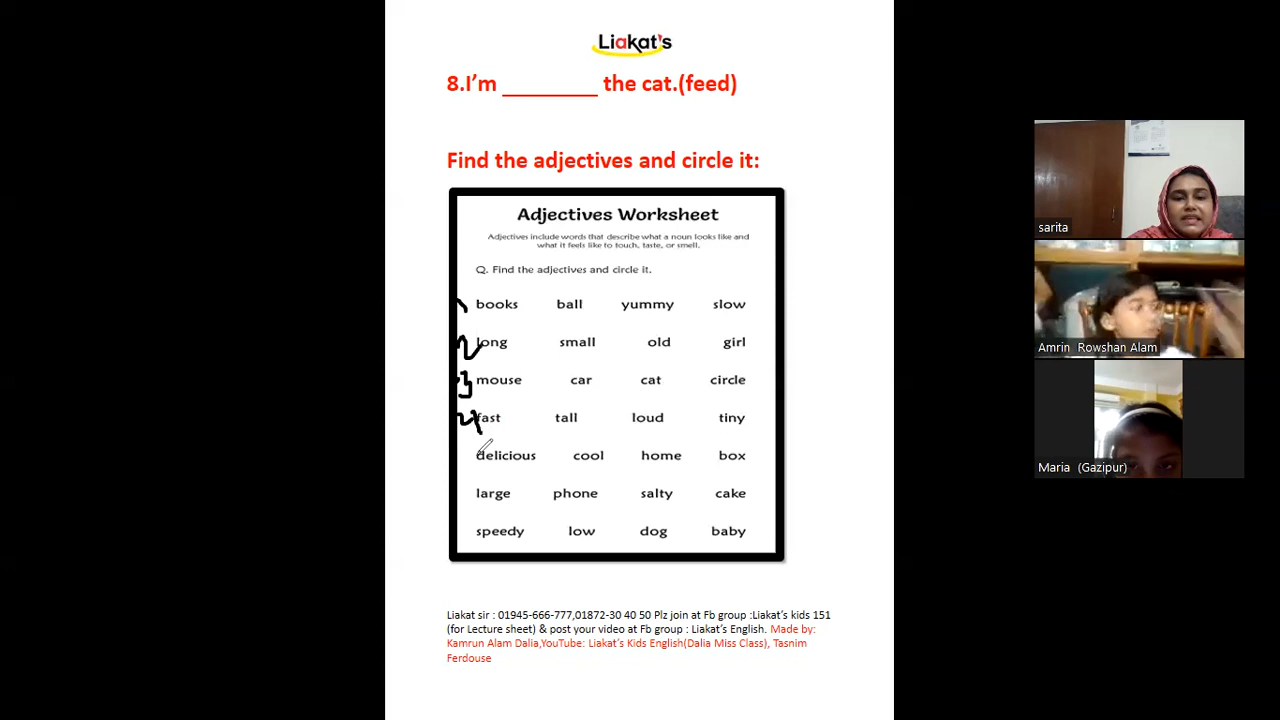 Liakat's
8.I'm ________ the cat.(feed)
Find the adjectives and circle it:
Adjectives Worksheet
Adjectives include words that describe what a noun looks like and
what it feels like to touch, taste, or smell.
Q. Find the adjectives and circle it.
books ball yummy slow
2 long small old girl
3 mouse car cat circle
4 fast tall loud tiny
delicious cool home box
large phone salty cake
speedy low dog baby
Liakat sir : 01945-666-777,01872-30 40 50 Plz join at Fb group :Liakat's kids 151
(for Lecture sheet) & post your video at Fb group : Liakat's English. Made by:
Kamrun Alam Dalia,YouTube: Liakat's Kids English(Dalia Miss Class), Tasnim
Ferdouse
sarita
Amrin Rowshan Alam
Maria (Gazipur)